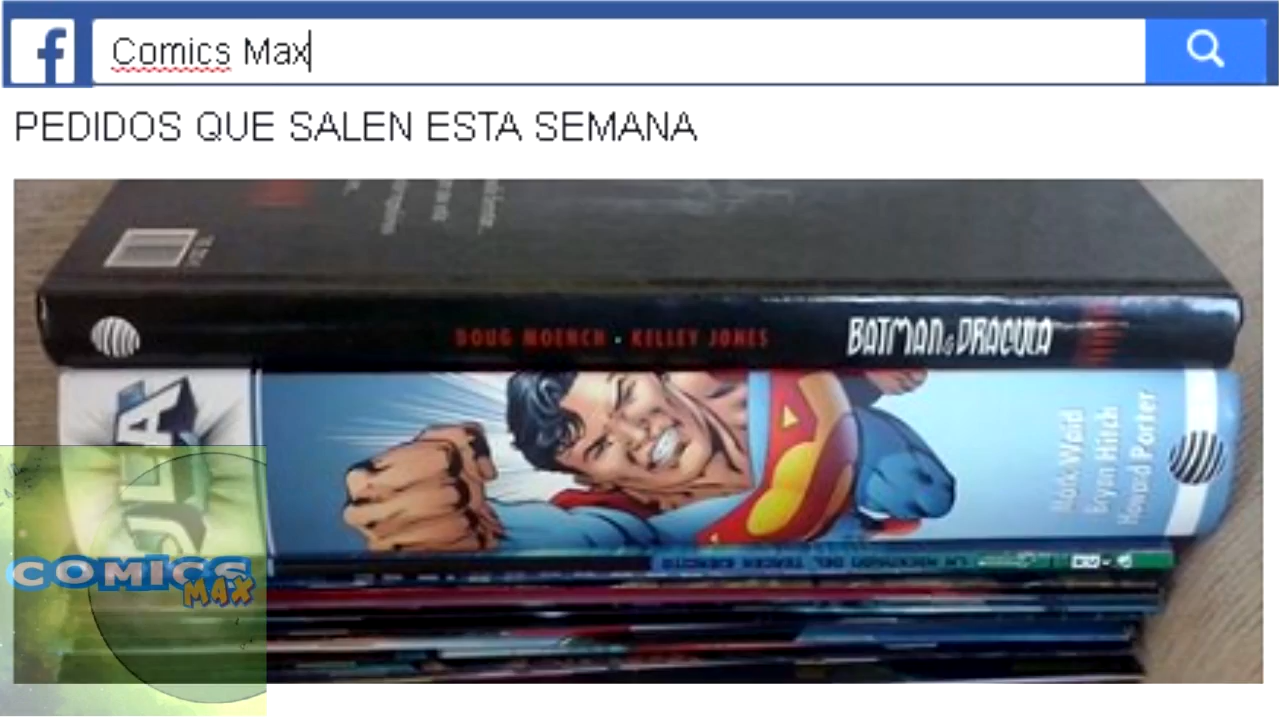 f
Comics Max
PEDIDOS QUE SALEN ESTA SEMANA
DOUG MOENCH · KELLEY JONES
BATMAN & DRACULA
JLA
Mark Waid
Bryan Hitch
Howard Porter
COMICS
MAX